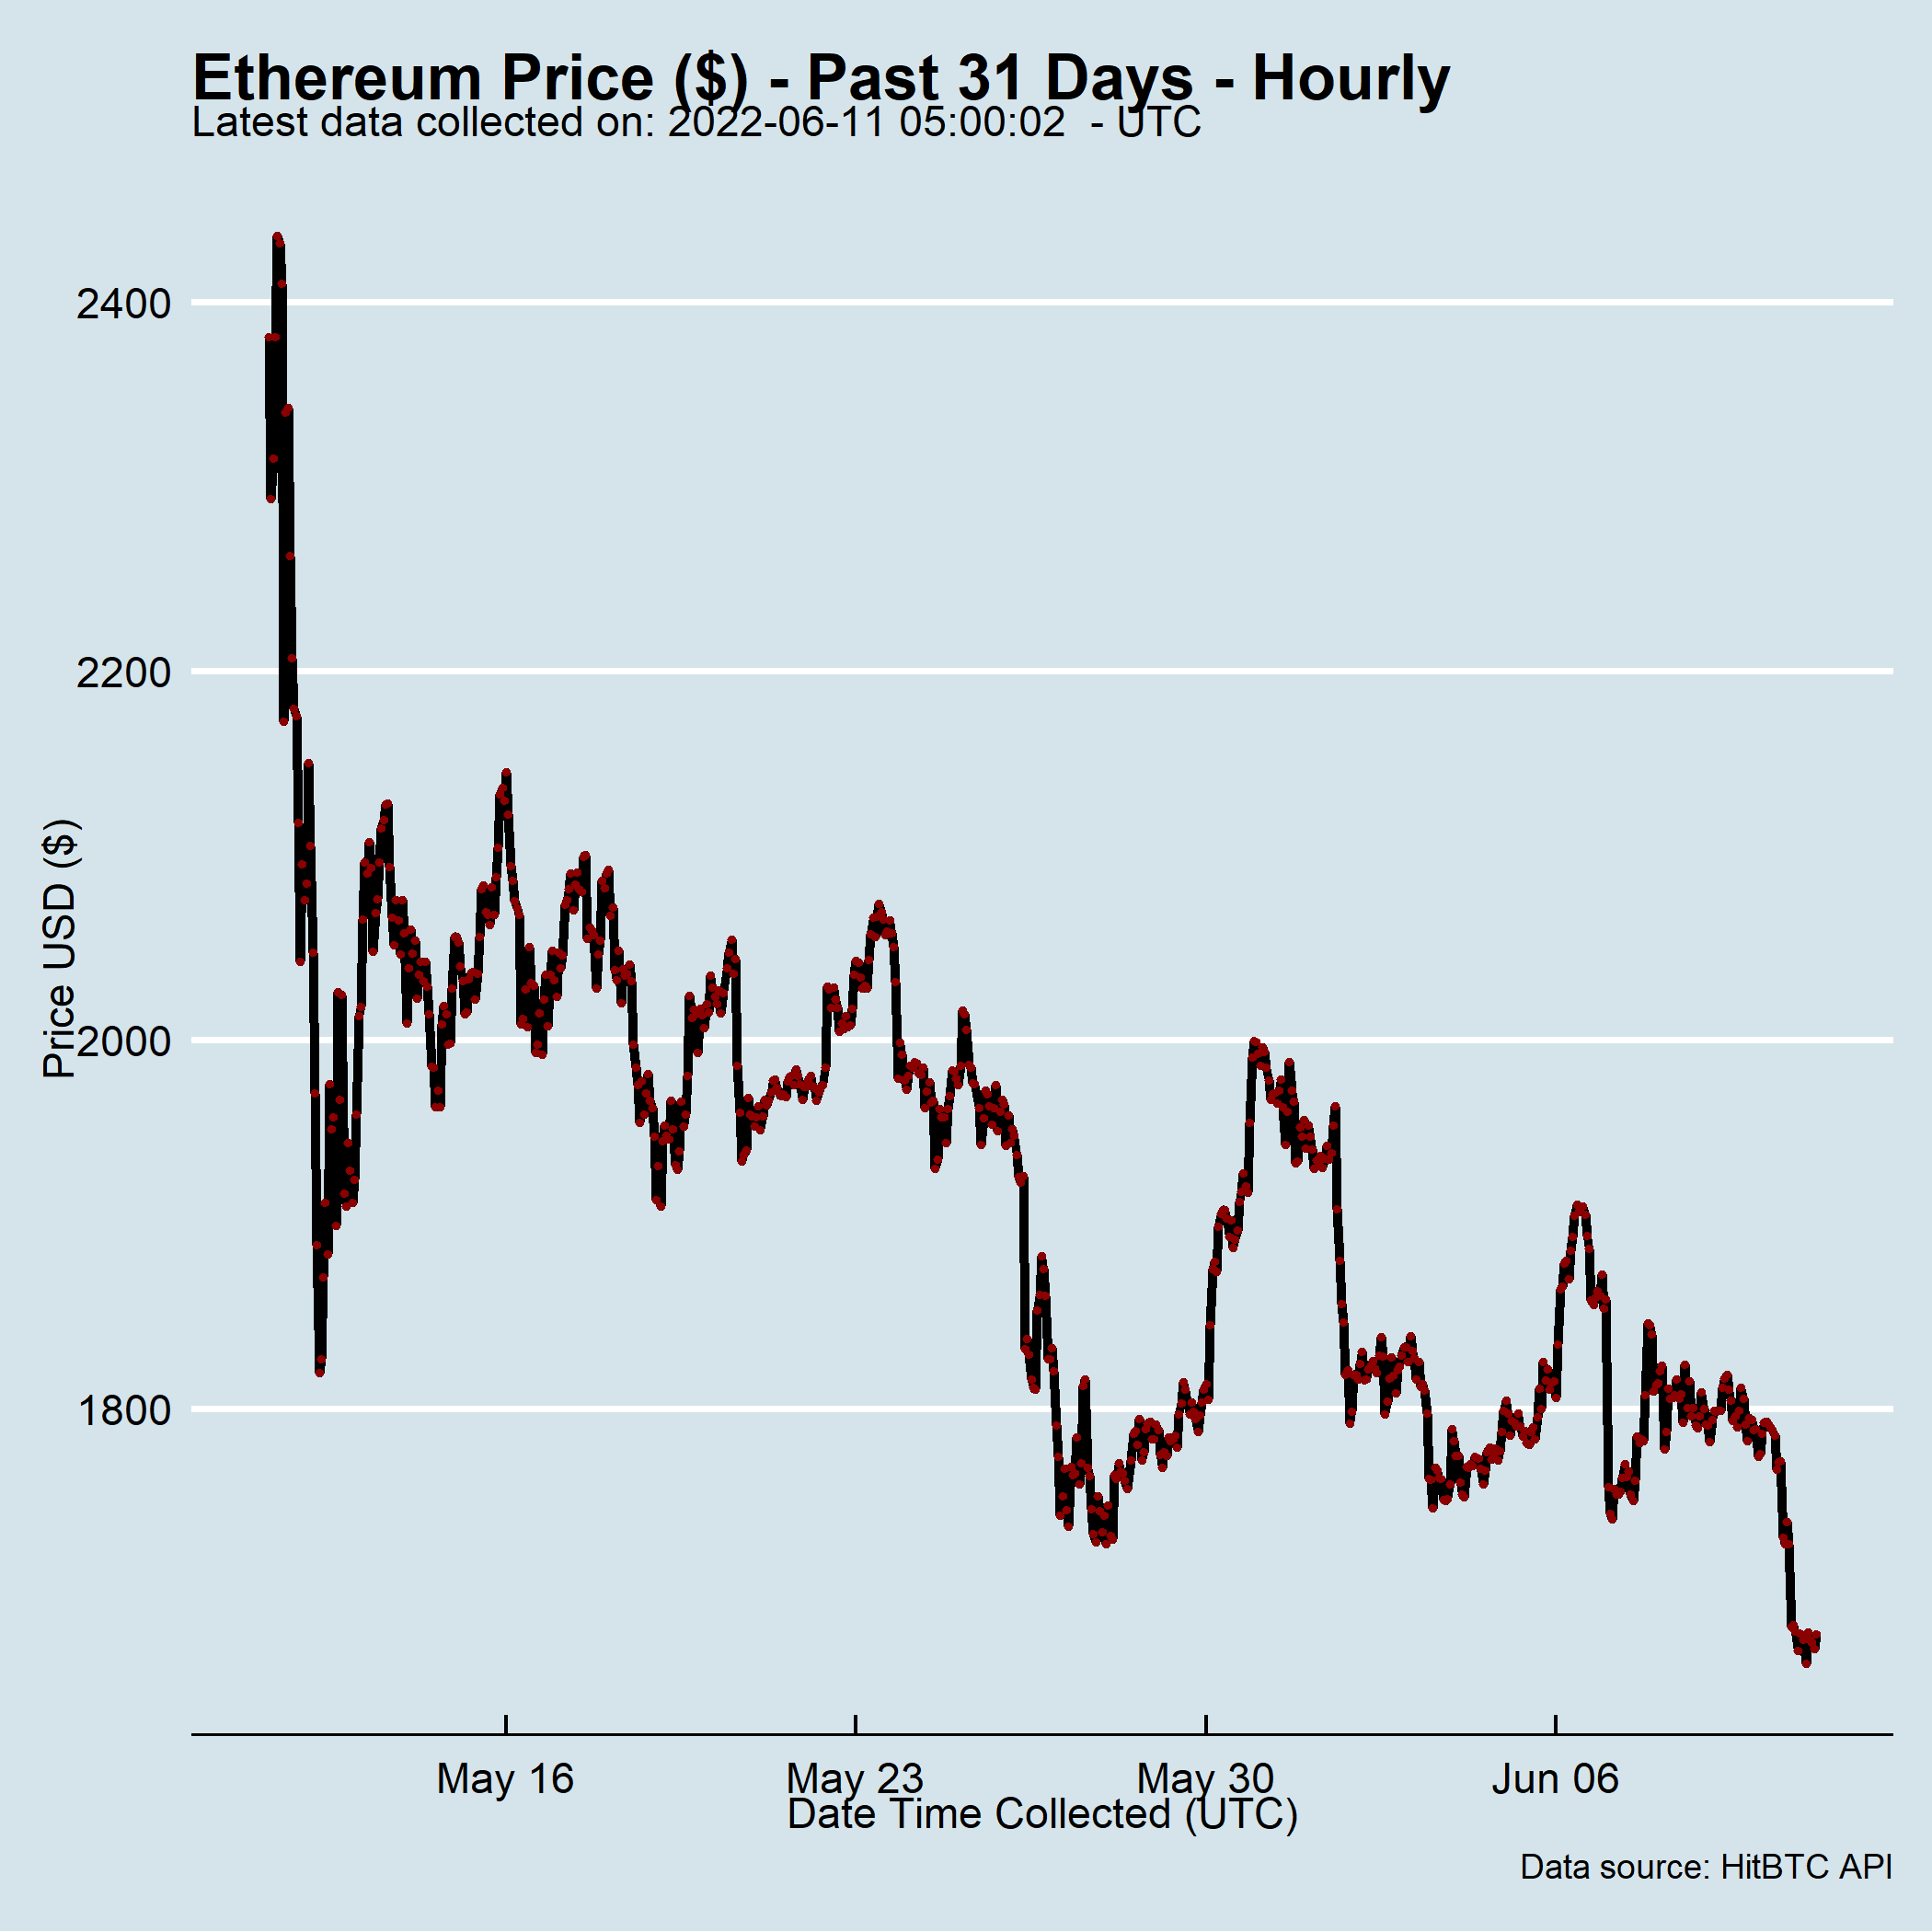 Ethereum Price ($) - Past 31 Days - Hourly
Latest data collected on: 2022-06-11 05:00:02  - UTC
2400
2200
2000
1800
Price USD ($)
May 16
May 23
May 30
Jun 06
Date Time Collected (UTC)
Data source: HitBTC API